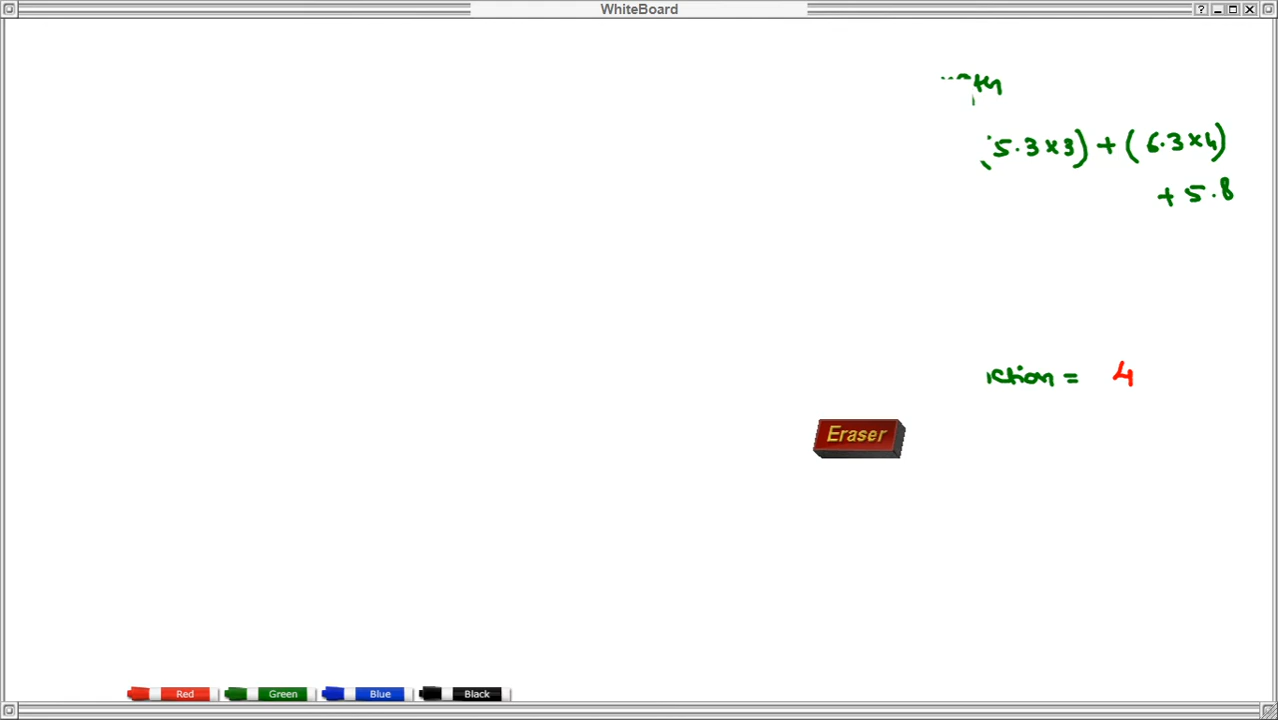 WhiteBoard
(5.3×3) + (6.3×4)
+ 5.8
= 4
Eraser
Red Green Blue Black